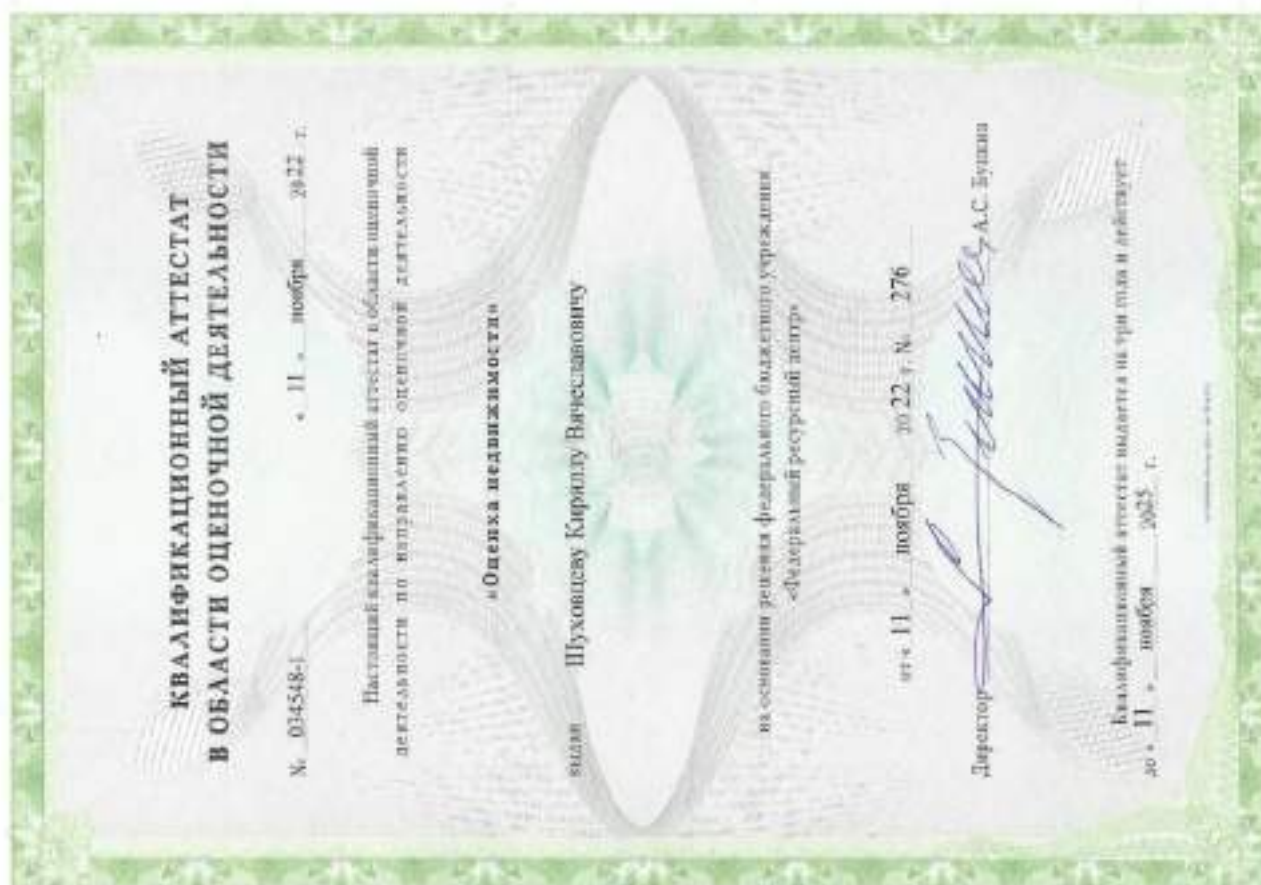 КВАЛИФИКАЦИОННЫЙ АТТЕСТАТ
В ОБЛАСТИ ОЦЕНОЧНОЙ ДЕЯТЕЛЬНОСТИ
№ 034548-1 « 11 » ноября 2022 г.
Настоящий квалификационный аттестат в области оценочной
деятельности по направлению оценочной деятельности
«Оценка недвижимости»
выдан Шуховцеву Кириллу Вячеславовичу
на основании решения федерального бюджетного учреждения
«Федеральный ресурсный центр»
от « 11 » ноября 20 22 г. № 276
Директор А.С. Бункин
Квалификационный аттестат выдается на три года и действует
до « 11 » ноября 2025 г.